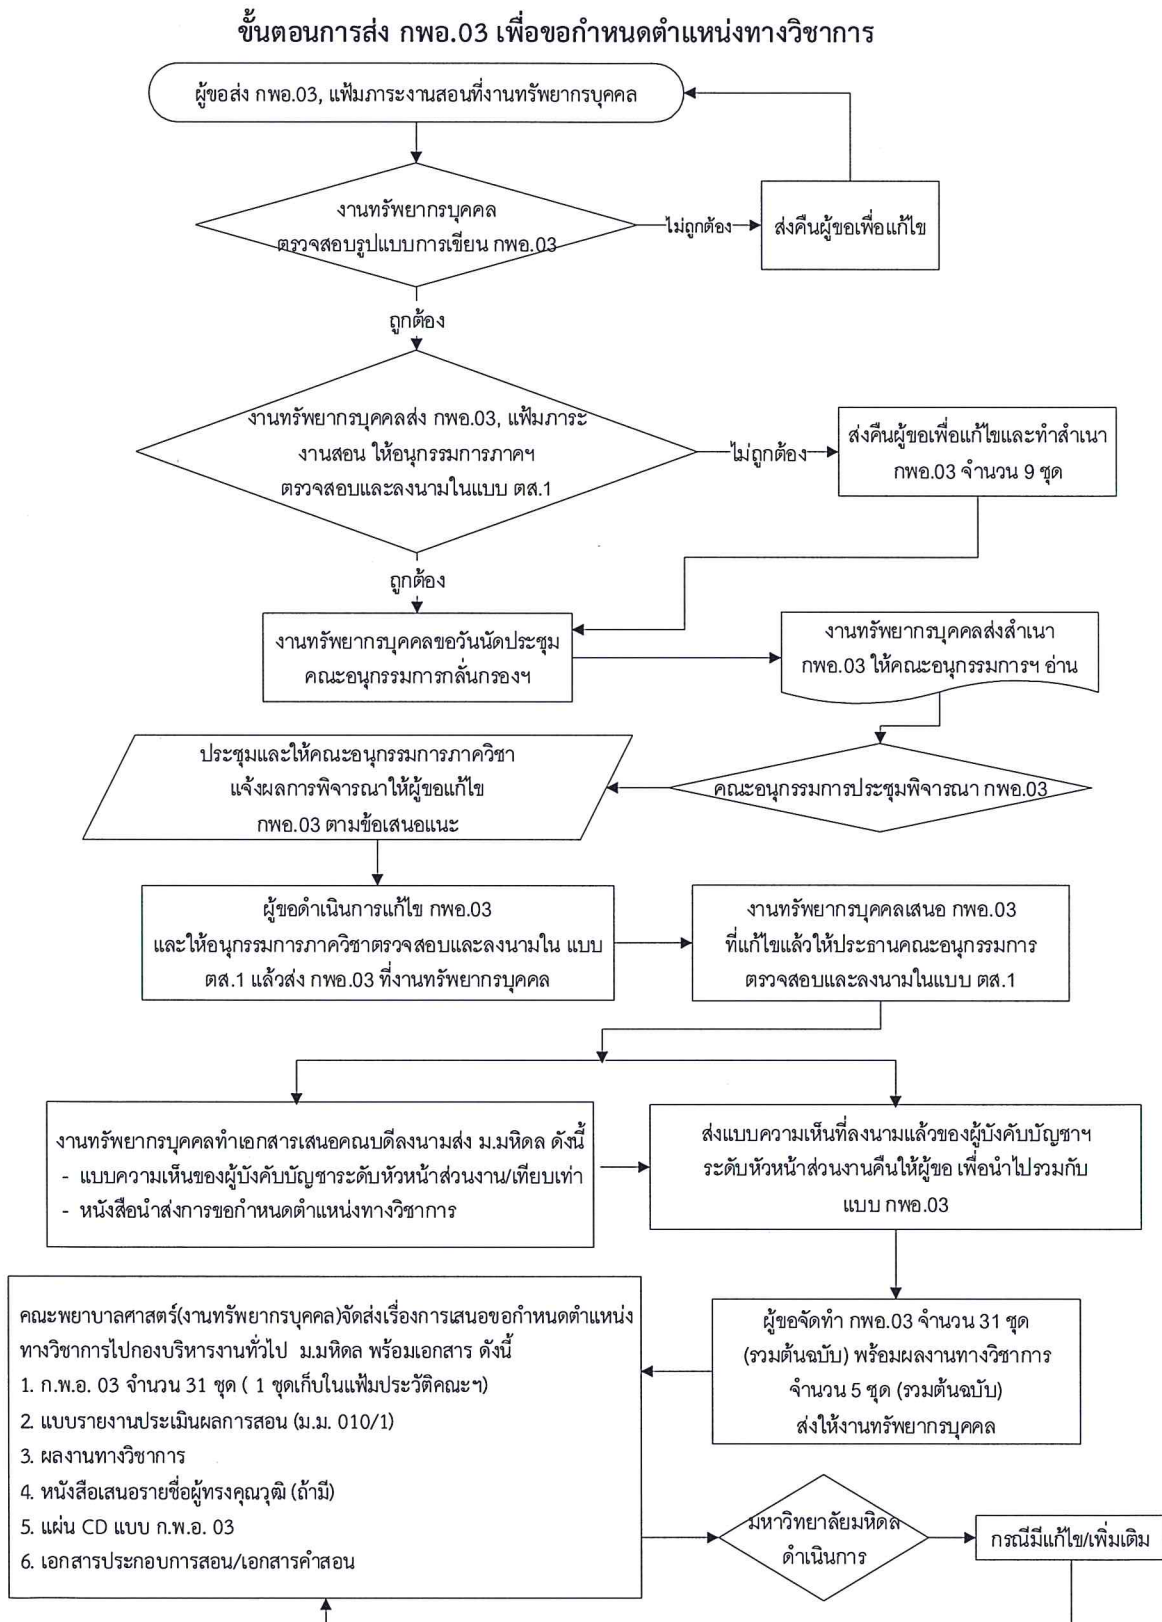 ขั้นตอนการส่ง กพอ.03 เพื่อขอกำหนดตำแหน่งทางวิชาการ
ผู้ขอส่ง กพอ.03, แฟ้มภาระงานสอนที่งานทรัพยากรบุคคล
งานทรัพยากรบุคคล
ตรวจสอบรูปแบบการเขียน กพอ.03
ไม่ถูกต้อง
ส่งคืนผู้ขอเพื่อแก้ไข
ถูกต้อง
งานทรัพยากรบุคคลส่ง กพอ.03, แฟ้มภาระ
งานสอน ให้อนุกรรมการภาคฯ
ตรวจสอบและลงนามในแบบ ตส.1
ไม่ถูกต้อง
ส่งคืนผู้ขอเพื่อแก้ไขและทำสำเนา
กพอ.03 จำนวน 9 ชุด
ถูกต้อง
งานทรัพยากรบุคคลขอวันนัดประชุม
คณะอนุกรรมการกลั่นกรองฯ
งานทรัพยากรบุคคลส่งสำเนา
กพอ.03 ให้คณะอนุกรรมการฯ อ่าน
คณะอนุกรรมการประชุมพิจารณา กพอ.03
ประชุมและให้คณะอนุกรรมการภาควิชา
แจ้งผลการพิจารณาให้ผู้ขอแก้ไข
กพอ.03 ตามข้อเสนอแนะ
ผู้ขอดำเนินการแก้ไข กพอ.03
และให้อนุกรรมการภาควิชาตรวจสอบและลงนามใน แบบ
ตส.1 แล้วส่ง กพอ.03 ที่งานทรัพยากรบุคคล
งานทรัพยากรบุคคลเสนอ กพอ.03
ที่แก้ไขแล้วให้ประธานคณะอนุกรรมการ
ตรวจสอบและลงนามในแบบ ตส.1
งานทรัพยากรบุคคลทำเอกสารเสนอคณบดีลงนามส่ง ม.มหิดล ดังนี้
- แบบความเห็นของผู้บังคับบัญชาระดับหัวหน้าส่วนงาน/เทียบเท่า
- หนังสือนำส่งการขอกำหนดตำแหน่งทางวิชาการ
ส่งแบบความเห็นที่ลงนามแล้วของผู้บังคับบัญชาฯ
ระดับหัวหน้าส่วนงานคืนให้ผู้ขอ เพื่อนำไปรวมกับ
แบบ กพอ.03
ผู้ขอจัดทำ กพอ.03 จำนวน 31 ชุด
(รวมต้นฉบับ) พร้อมผลงานทางวิชาการ
จำนวน 5 ชุด (รวมต้นฉบับ)
ส่งให้งานทรัพยากรบุคคล
คณะพยาบาลศาสตร์(งานทรัพยากรบุคคล)จัดส่งเรื่องการเสนอขอกำหนดตำแหน่ง
ทางวิชาการไปกองบริหารงานทั่วไป ม.มหิดล พร้อมเอกสาร ดังนี้
1. ก.พ.อ. 03 จำนวน 31 ชุด ( 1 ชุดเก็บในแฟ้มประวัติคณะฯ)
2. แบบรายงานประเมินผลการสอน (ม.ม. 010/1)
3. ผลงานทางวิชาการ
4. หนังสือเสนอรายชื่อผู้ทรงคุณวุฒิ (ถ้ามี)
5. แผ่น CD แบบ ก.พ.อ. 03
6. เอกสารประกอบการสอน/เอกสารคำสอน
มหาวิทยาลัยมหิดล
ดำเนินการ
กรณีมีแก้ไข/เพิ่มเติม